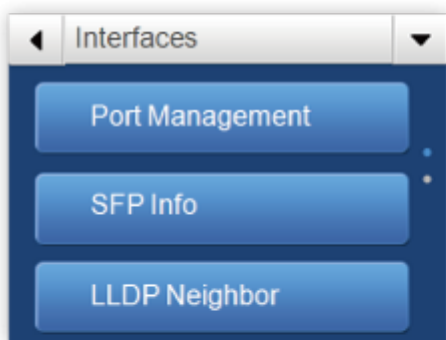 Interfaces
Port Management
SFP Info
LLDP Neighbor